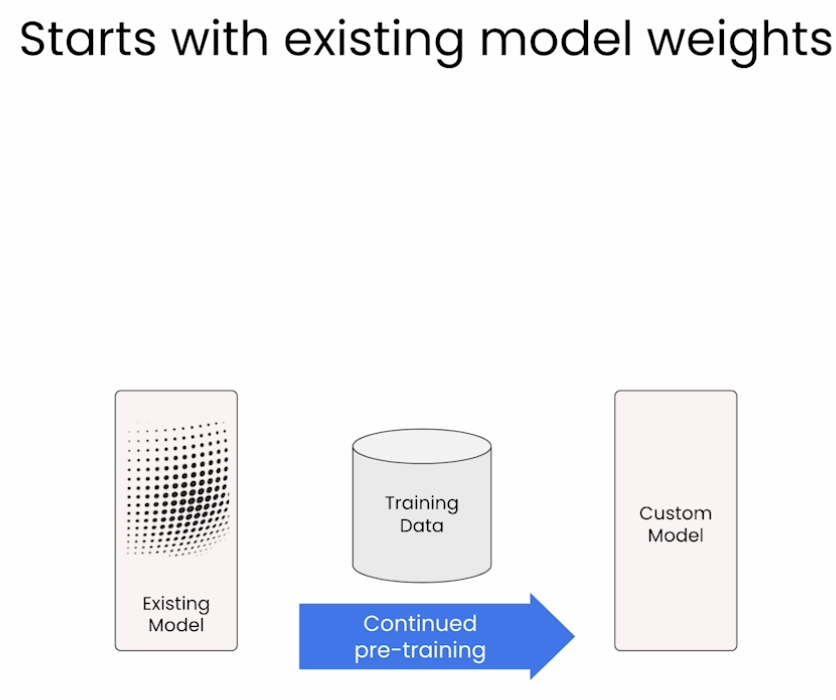 Starts with existing model weights
Training
Data
Custom
Model
Existing
Model
Continued
pre-training